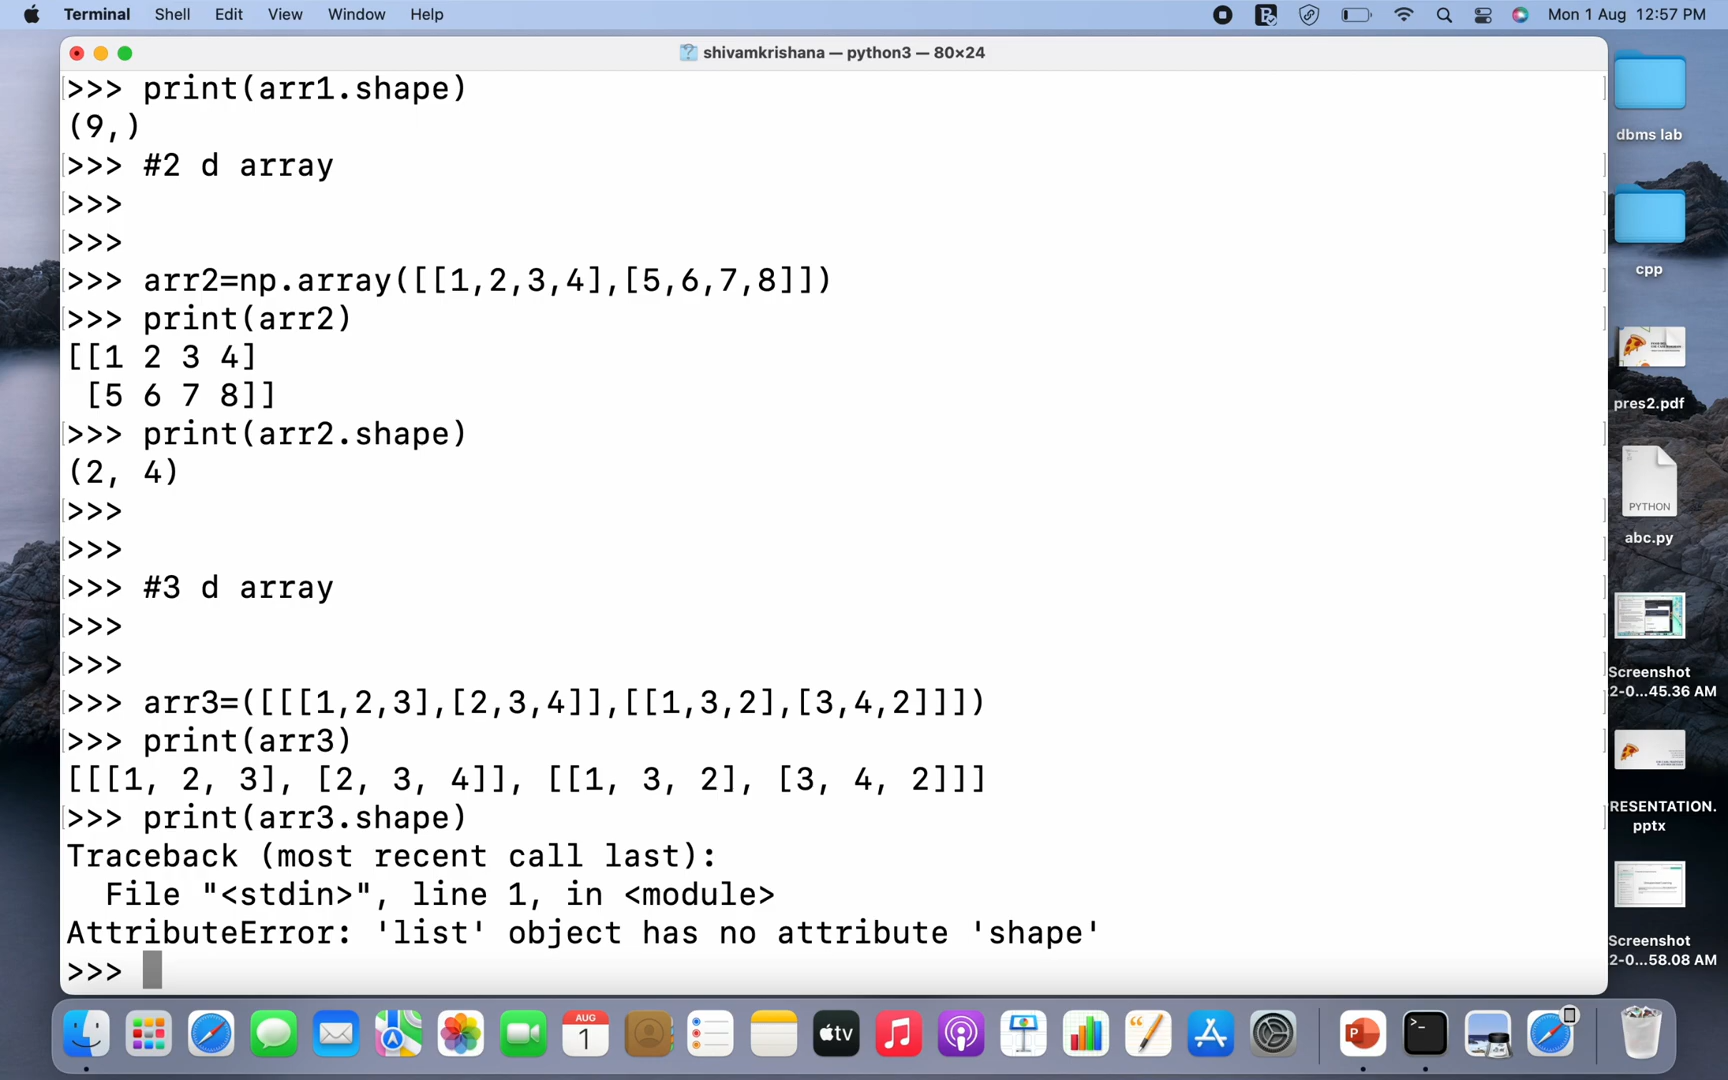 Terminal Shell Edit View Window Help Mon 1 Aug 12:57 PM
shivamkrishana — python3 — 80×24
>>> print(arr1.shape)
(9,)
>>> #2 d array
>>>
>>>
>>> arr2=np.array([[1,2,3,4],[5,6,7,8]])
>>> print(arr2)
[[1 2 3 4]
 [5 6 7 8]]
>>> print(arr2.shape)
(2, 4)
>>>
>>>
>>> #3 d array
>>>
>>>
>>> arr3=([[[1,2,3],[2,3,4]],[[1,3,2],[3,4,2]]])
>>> print(arr3)
[[[1, 2, 3], [2, 3, 4]], [[1, 3, 2], [3, 4, 2]]]
>>> print(arr3.shape)
Traceback (most recent call last):
  File "<stdin>", line 1, in <module>
AttributeError: 'list' object has no attribute 'shape'
>>>
dbms lab
cpp
pres2.pdf
PYTHON
abc.py
Screenshot
2-0...45.36 AM
RESENTATION.
pptx
Screenshot
2-0...58.08 AM
AUG
1
tv
P
>_